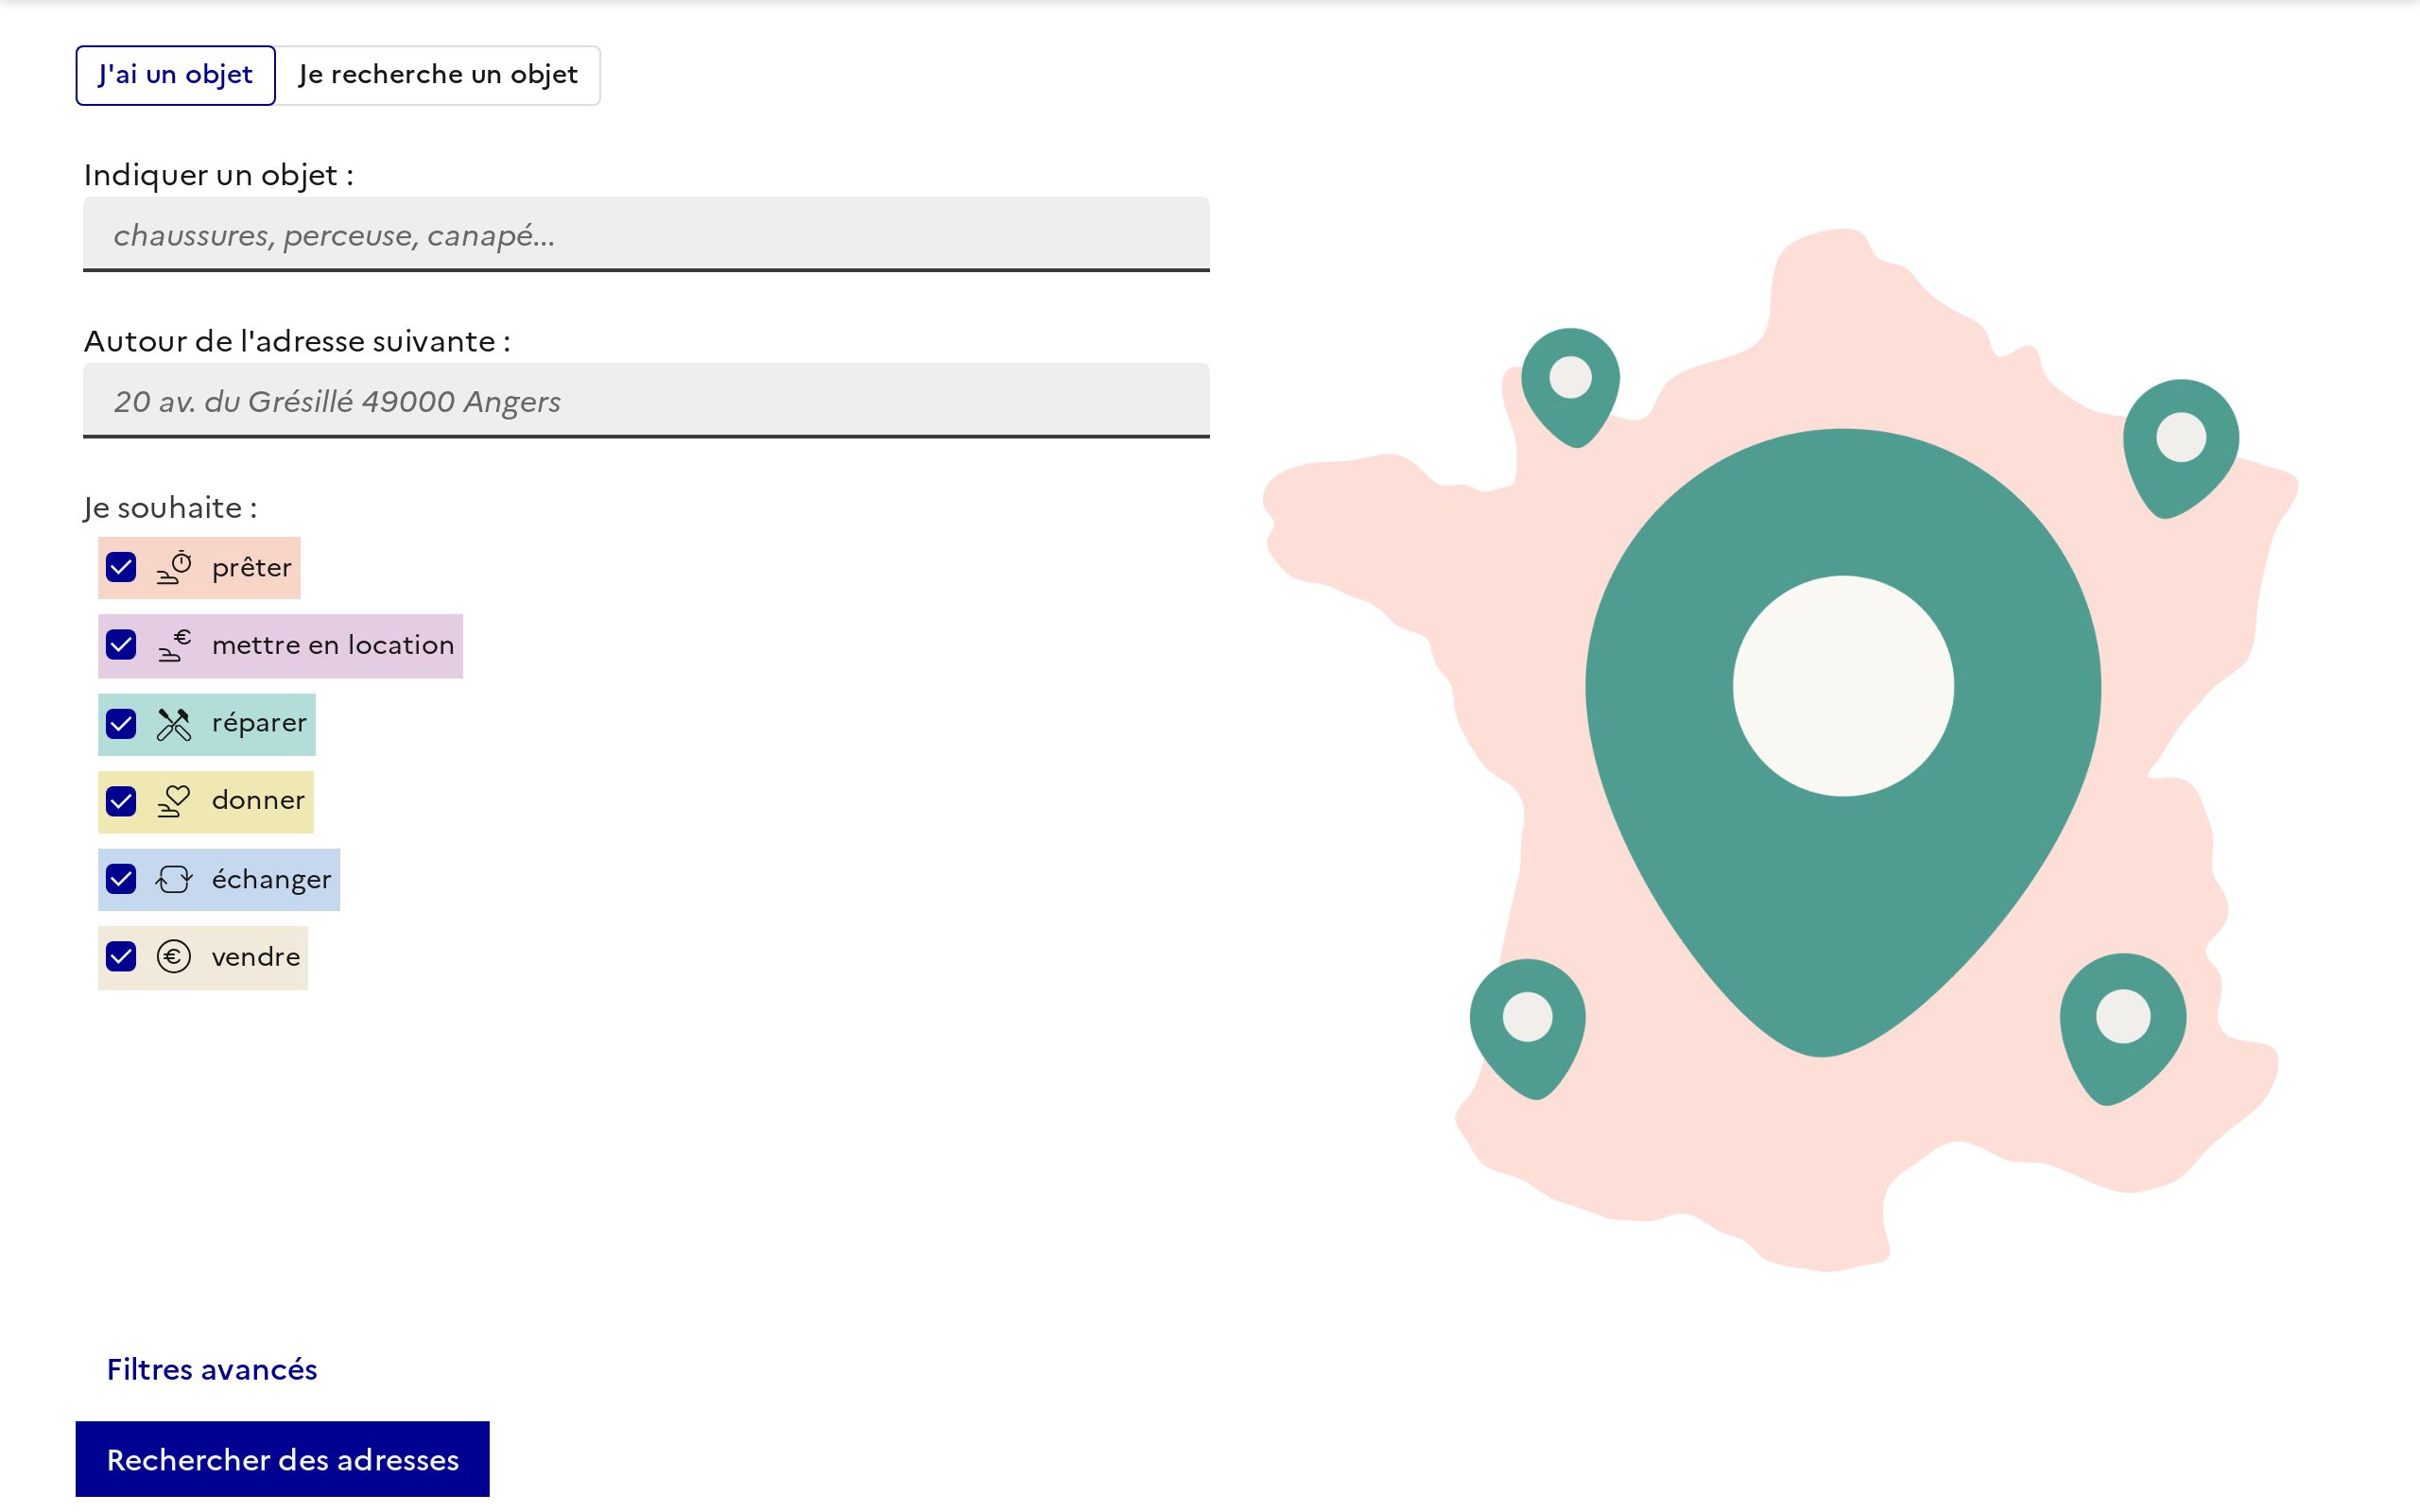 J'ai un objet
Je recherche un objet
Indiquer un objet :
chaussures, perceuse, canapé...
Autour de l'adresse suivante :
20 av. du Grésillé 49000 Angers
Je souhaite :
prêter
mettre en location
réparer
donner
échanger
vendre
Filtres avancés
Rechercher des adresses